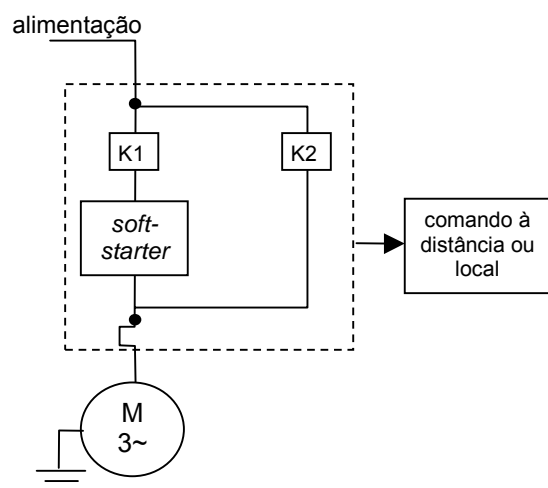 alimentação
K1
K2
soft-
starter
comando à
distância ou
local
M
3~